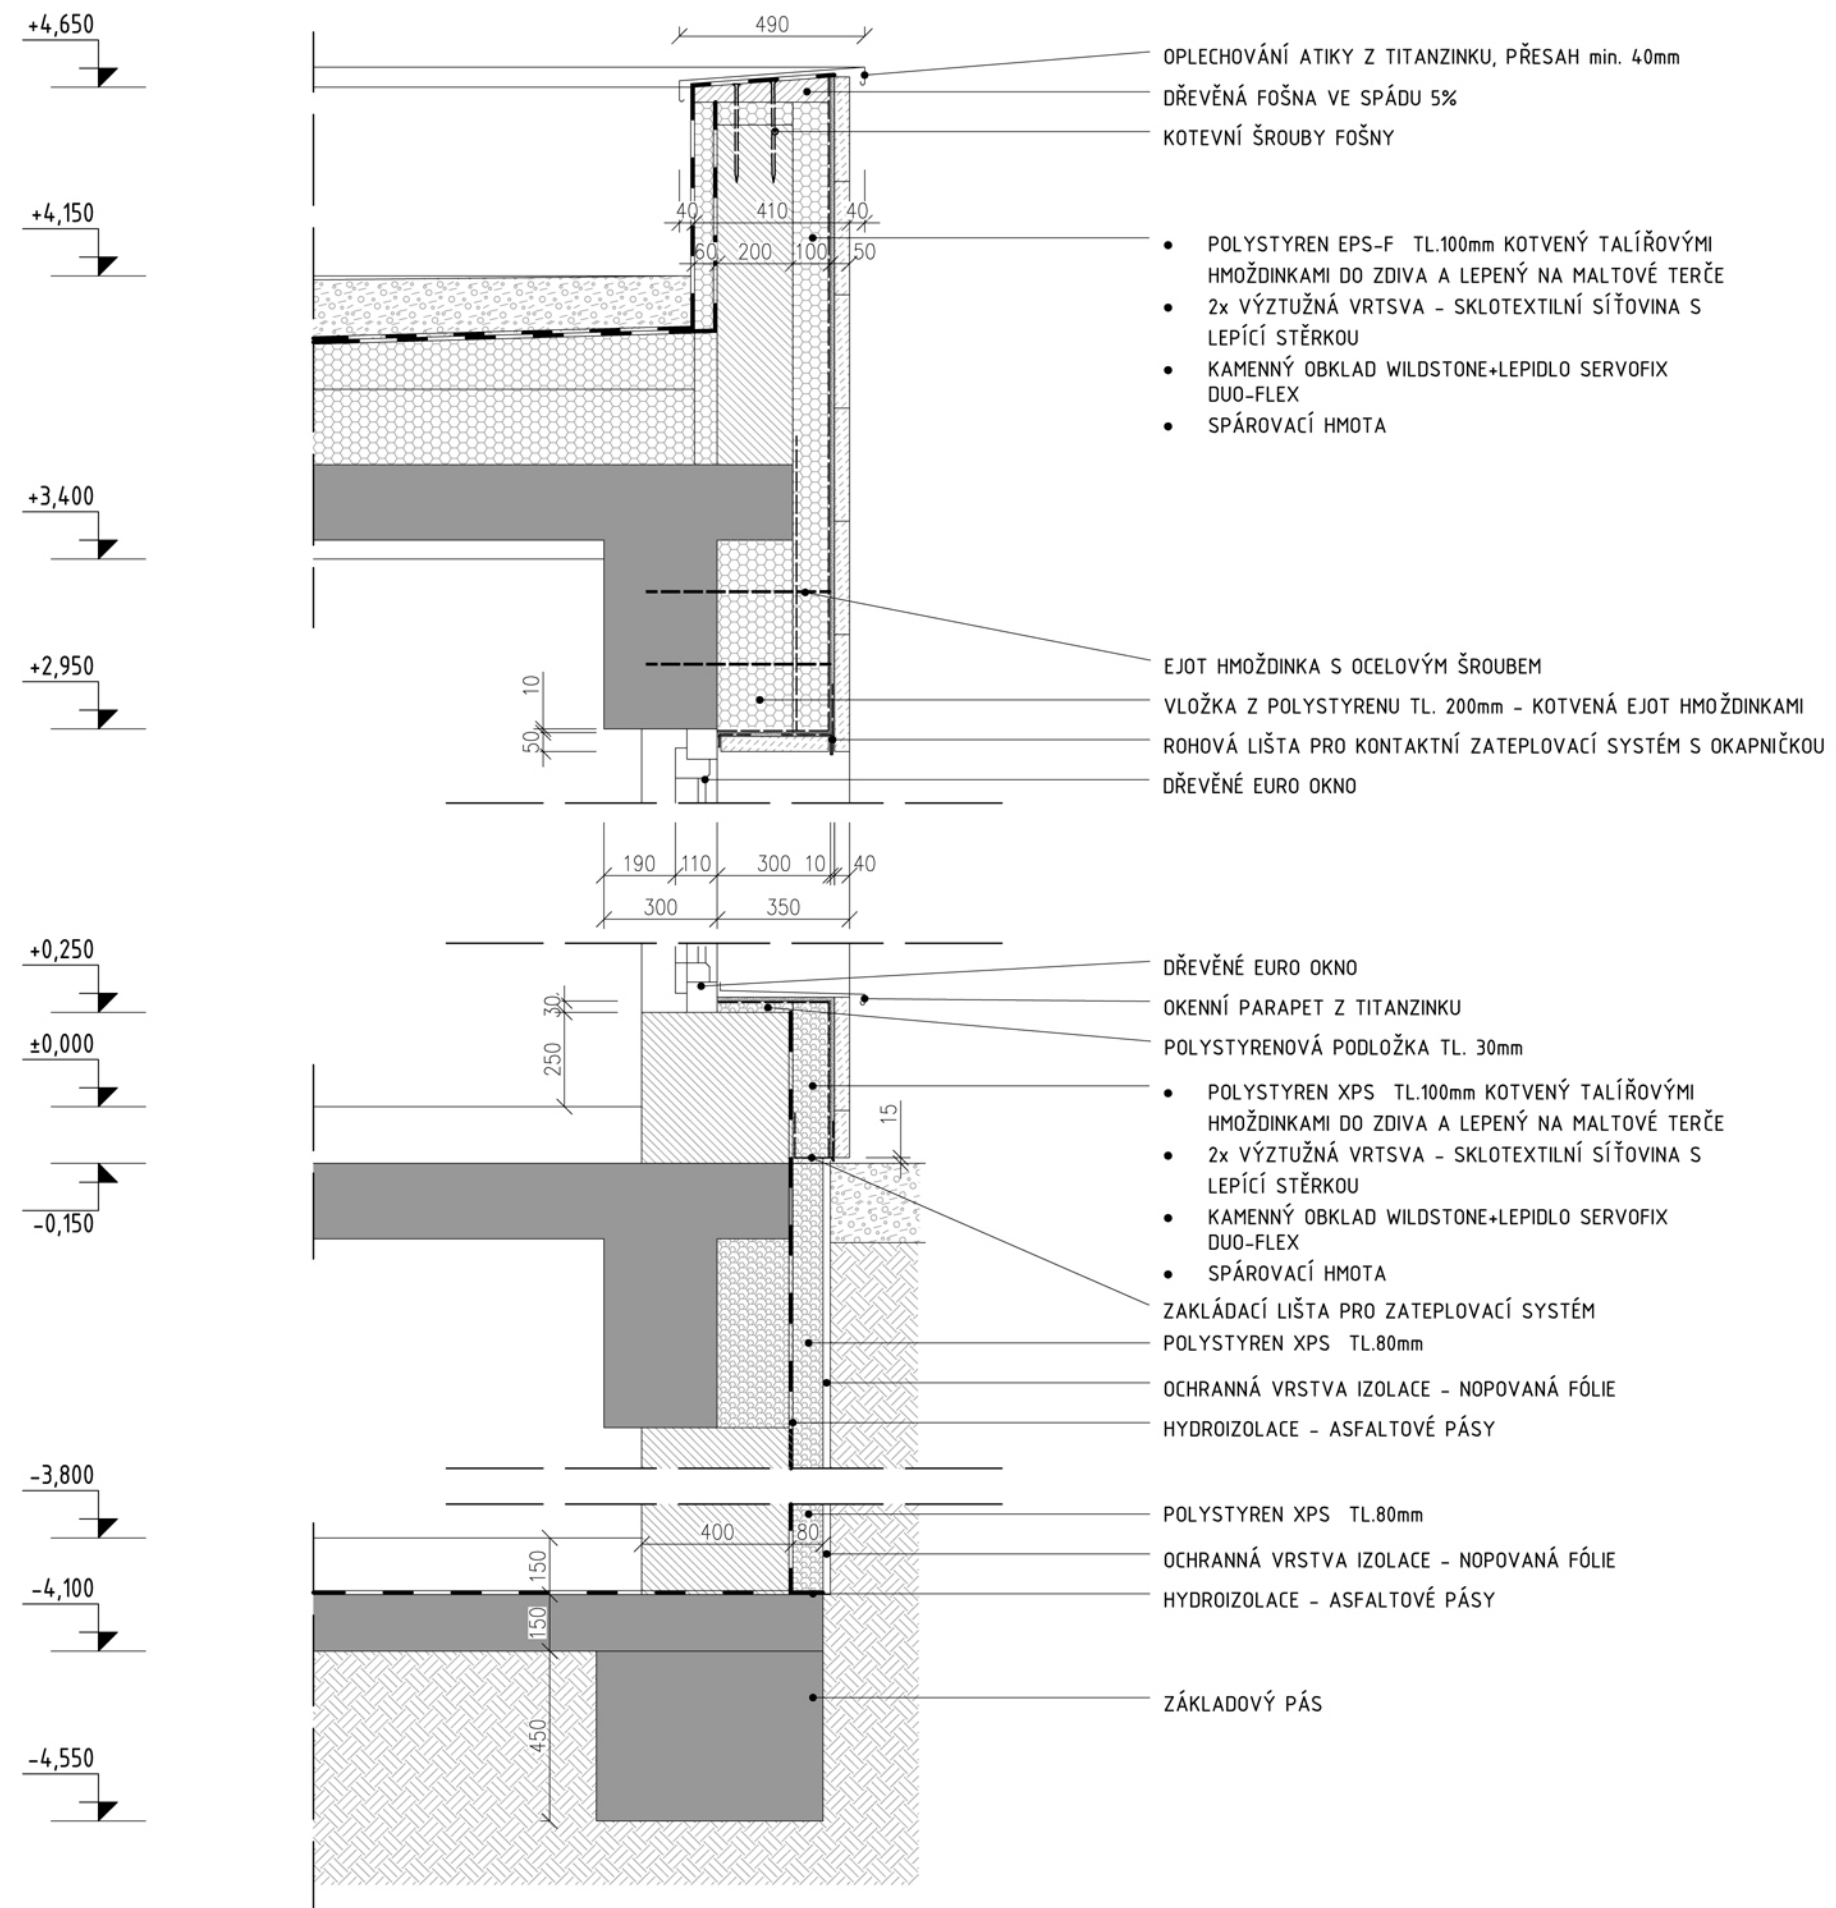 +4,650
490
OPLECHOVÁNÍ ATIKY Z TITANZINKU, PŘESAH min. 40mm
DŘEVĚNÁ FOŠNA VE SPÁDU 5%
KOTEVNÍ ŠROUBY FOŠNY
+4,150
40 410 40
60 200 100 50
• POLYSTYREN EPS-F TL.100mm KOTVENÝ TALÍŘOVÝMI
HMOŽDINKAMI DO ZDIVA A LEPENÝ NA MALTOVÉ TERČE
• 2x VÝZTUŽNÁ VRTSVA - SKLOTEXTILNÍ SÍŤOVINA S
LEPÍCÍ STĚRKOU
• KAMENNÝ OBKLAD WILDSTONE+LEPIDLO SERVOFIX
DUO-FLEX
• SPÁROVACÍ HMOTA
+3,400
+2,950
10
50
EJOT HMOŽDINKA S OCELOVÝM ŠROUBEM
VLOŽKA Z POLYSTYRENU TL. 200mm - KOTVENÁ EJOT HMOŽDINKAMI
ROHOVÁ LIŠTA PRO KONTAKTNÍ ZATEPLOVACÍ SYSTÉM S OKAPNIČKOU
DŘEVĚNÉ EURO OKNO
190 110 300 10 40
300 350
+0,250
30
250
±0,000
DŘEVĚNÉ EURO OKNO
OKENNÍ PARAPET Z TITANZINKU
POLYSTYRENOVÁ PODLOŽKA TL. 30mm
• POLYSTYREN XPS TL.100mm KOTVENÝ TALÍŘOVÝMI
HMOŽDINKAMI DO ZDIVA A LEPENÝ NA MALTOVÉ TERČE
• 2x VÝZTUŽNÁ VRTSVA - SKLOTEXTILNÍ SÍŤOVINA S
LEPÍCÍ STĚRKOU
• KAMENNÝ OBKLAD WILDSTONE+LEPIDLO SERVOFIX
DUO-FLEX
• SPÁROVACÍ HMOTA
15
-0,150
ZAKLÁDACÍ LIŠTA PRO ZATEPLOVACÍ SYSTÉM
POLYSTYREN XPS TL.80mm
OCHRANNÁ VRSTVA IZOLACE - NOPOVANÁ FÓLIE
HYDROIZOLACE - ASFALTOVÉ PÁSY
-3,800
400 80
150
POLYSTYREN XPS TL.80mm
OCHRANNÁ VRSTVA IZOLACE - NOPOVANÁ FÓLIE
HYDROIZOLACE - ASFALTOVÉ PÁSY
-4,100
150
450
ZÁKLADOVÝ PÁS
-4,550